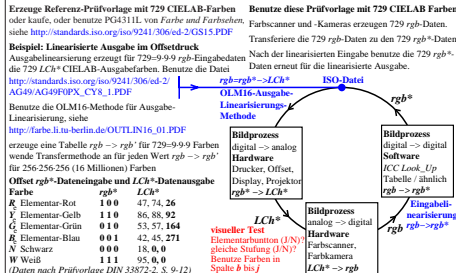 Erzeuge Referenz-Prüfvorlage mit 729 CIELAB-Farben
oder kaufe, oder benutze PG4311L von Farbe und Farbsehen,
siehe http://standards.iso.org/iso/9241/306/ed-2/GS15.PDF
Beispiel: Linearisierte Ausgabe im Offsetdruck
Ausgabelinearisierung erzeugt für 729=9·9·9 rgb-Eingabedaten
die 729 LCh* CIELAB-Ausgabefarben. Benutze die Datei
http://standards.iso.org/iso/9241/306/ed-2/
AG49/AG49F0PX_CY8_1.PDF
Benutze die OLM16-Methode für Ausgabe-
Linearisierung, siehe
http://farbe.li.tu-berlin.de/OUTLIN16_01.PDF
erzeuge eine Tabelle rgb –> rgb' für 729=9·9·9 Farben
wende Transfermethode an für jeden Wert rgb –> rgb'
für 256·256·256 (16 Millionen) Farben
Offset rgb*-Dateneingabe und LCh*-Datenausgabe
Farbe rgb* LCh*
Elementar-Rot 1 0 0 47, 74, 26
Elementar-Gelb 1 1 0 86, 88, 92
Elementar-Grün 0 1 0 53, 57, 164
Elementar-Blau 0 0 1 42, 45, 271
N Schwarz 0 0 0 18, 0, 0
W Weiß 1 1 1 95, 0, 0
(Daten nach Prüfvorlage DIN 33872-2, S. 9-12)
Benutze diese Prüfvorlage mit 729 CIELAB-Farben
Farbscanner und -Kameras erzeugen 729 rgb-Daten.
Transferiere die 729 rgb-Daten zu den 729 rgb*-Daten
Nach der linearisierten Eingabe benutze die 729 rgb*-
Daten erneut für die linearisierte Ausgabe.
rgb=rgb*–>LCh* ISO-Datei
OLM16-Ausgabe-
Linearisierungs-
Methode
rgb*
Bildprozess
digital –> analog
Hardware
Drucker, Offset,
Display, Projektor
rgb* –> LCh*
Bildprozess
digital –> digital
Software
ICC Look_Up
Tabelle / ähnlich
rgb –> rgb*
LCh*
visueller Test
Elementarbuntton (J/N)?
gleiche Stufung (J/N)?
Benutze Farben in
Spalte b bis j
Bildprozess
analog –> digital
Hardware
Farbscanner,
Farbkamera
LCh* –> rgb
rgb
Eingabeli-
nearisierung
rgb–>rgb*